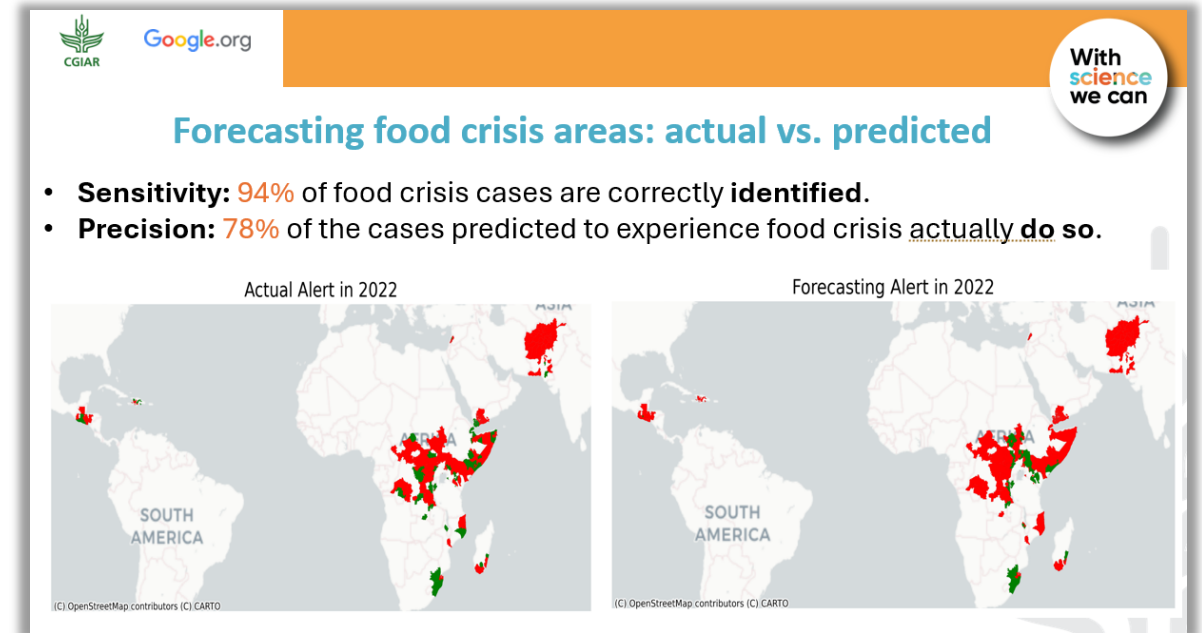 CGIAR
Google.org
With
science
we can
Forecasting food crisis areas: actual vs. predicted
• Sensitivity: 94% of food crisis cases are correctly identified.
• Precision: 78% of the cases predicted to experience food crisis actually do so.
Actual Alert in 2022
ASIA
AFRICA
SOUTH
AMERICA
(C) OpenStreetMap contributors (C) CARTO
Forecasting Alert in 2022
ASIA
AFRICA
SOUTH
AMERICA
(C) OpenStreetMap contributors (C) CARTO